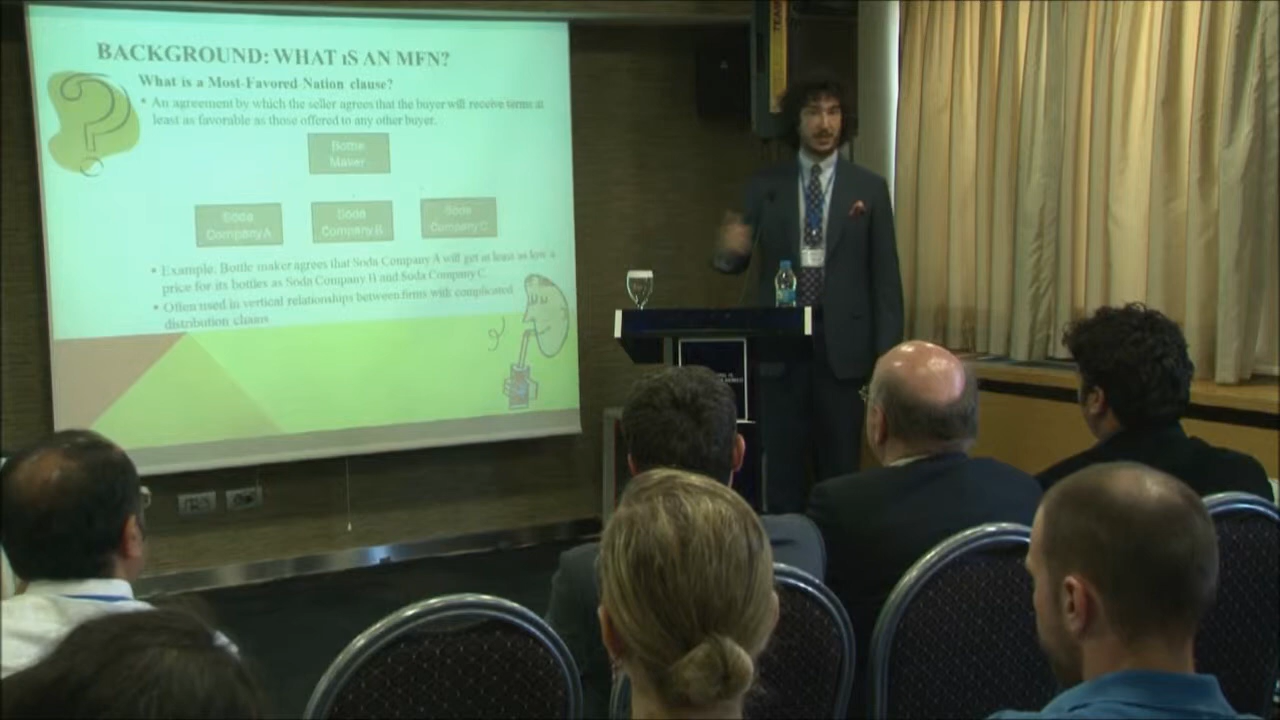 BACKGROUND: WHAT IS AN MFN?
What is a Most-Favored-Nation clause?
• An agreement by which the seller agrees that the buyer will receive terms at
least as favorable as those offered to any other buyer.
Bottle
Maker
Soda
Company A
Soda
Company B
Soda
Company C
• Example: Bottle maker agrees that Soda Company A will get at least as low a
price for its bottles as Soda Company B and Soda Company C.
• Often used in vertical relationships between firms with complicated
distribution chains